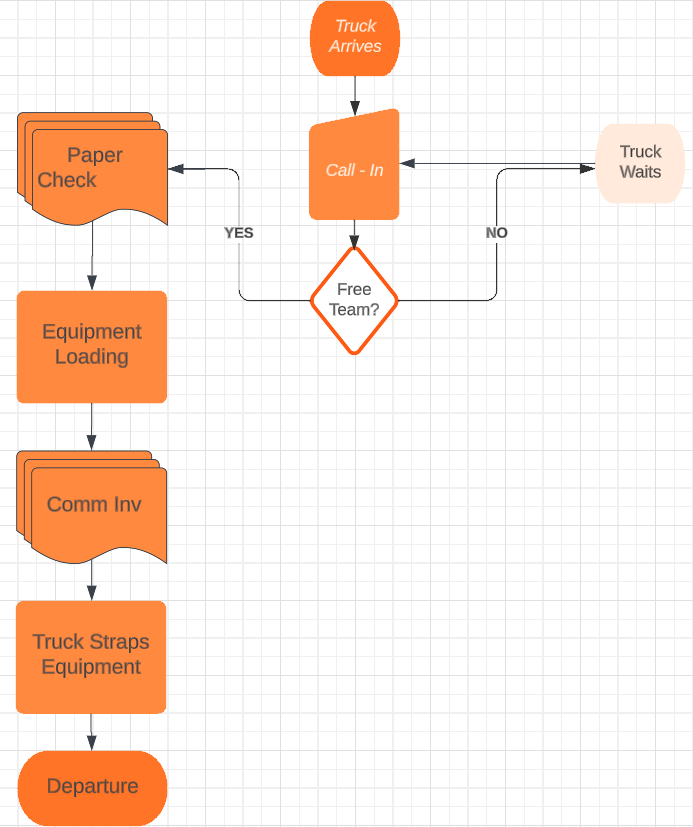 Truck
Arrives
Call - In
Truck
Waits
Free
Team?
YES
NO
Paper
Check
Equipment
Loading
Comm Inv
Truck Straps
Equipment
Departure